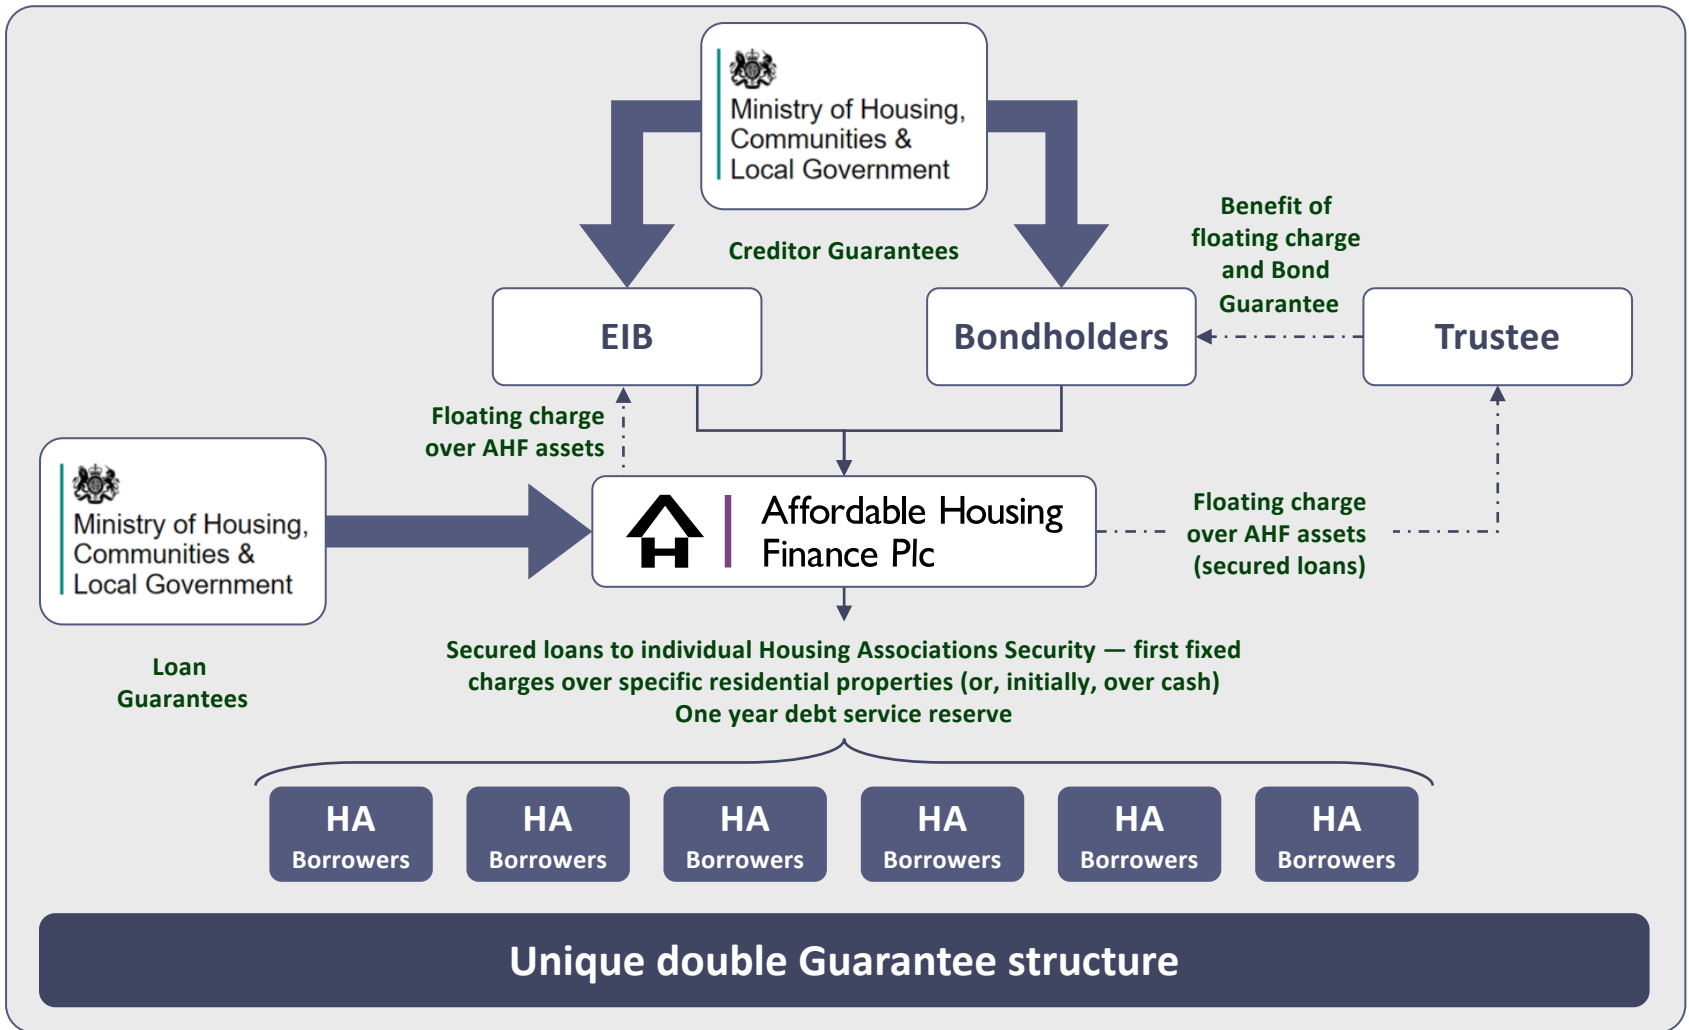 Ministry of Housing,
Communities &
Local Government
Creditor Guarantees
Benefit of
floating charge
and Bond
Guarantee
EIB
Bondholders
Trustee
Floating charge
over AHF assets
Ministry of Housing,
Communities &
Local Government
Affordable Housing
Finance Plc
Floating charge
over AHF assets
(secured loans)
Loan
Guarantees
Secured loans to individual Housing Associations Security — first fixed
charges over specific residential properties (or, initially, over cash)
One year debt service reserve
HA
Borrowers
HA
Borrowers
HA
Borrowers
HA
Borrowers
HA
Borrowers
HA
Borrowers
Unique double Guarantee structure